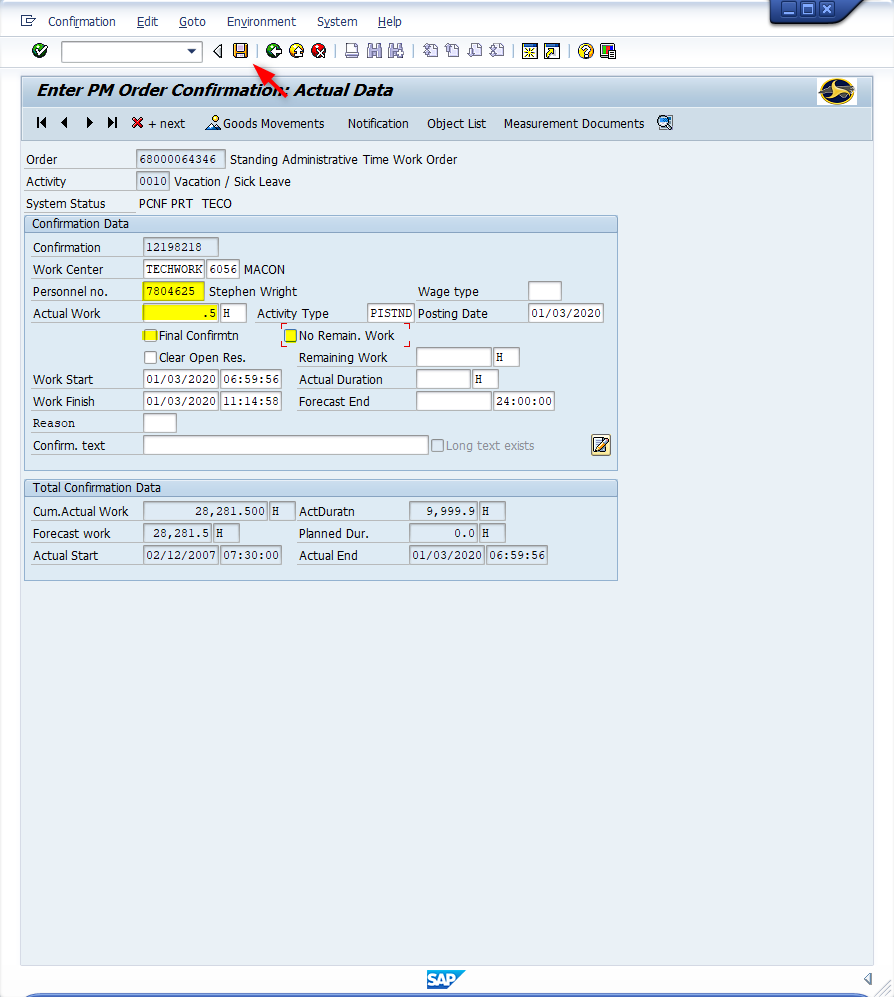 Confirmation Edit Goto Environment System Help
Enter PM Order Confirmation: Actual Data
+ next Goods Movements Notification Object List Measurement Documents
Order 68000064346 Standing Administrative Time Work Order
Activity 0010 Vacation / Sick Leave
System Status PCNF PRT TECO
Confirmation Data
Confirmation 12198218
Work Center TECHWORK 6056 MACON
Personnel no. 7804625 Stephen Wright Wage type
Actual Work .5 H Activity Type PISTND Posting Date 01/03/2020
Final Confirmtn No Remain. Work
Clear Open Res. Remaining Work H
Work Start 01/03/2020 06:59:56 Actual Duration H
Work Finish 01/03/2020 11:14:58 Forecast End 24:00:00
Reason
Confirm. text Long text exists
Total Confirmation Data
Cum.Actual Work 28,281.500 H ActDuratn 9,999.9 H
Forecast work 28,281.5 H Planned Dur. 0.0 H
Actual Start 02/12/2007 07:30:00 Actual End 01/03/2020 06:59:56
SAP